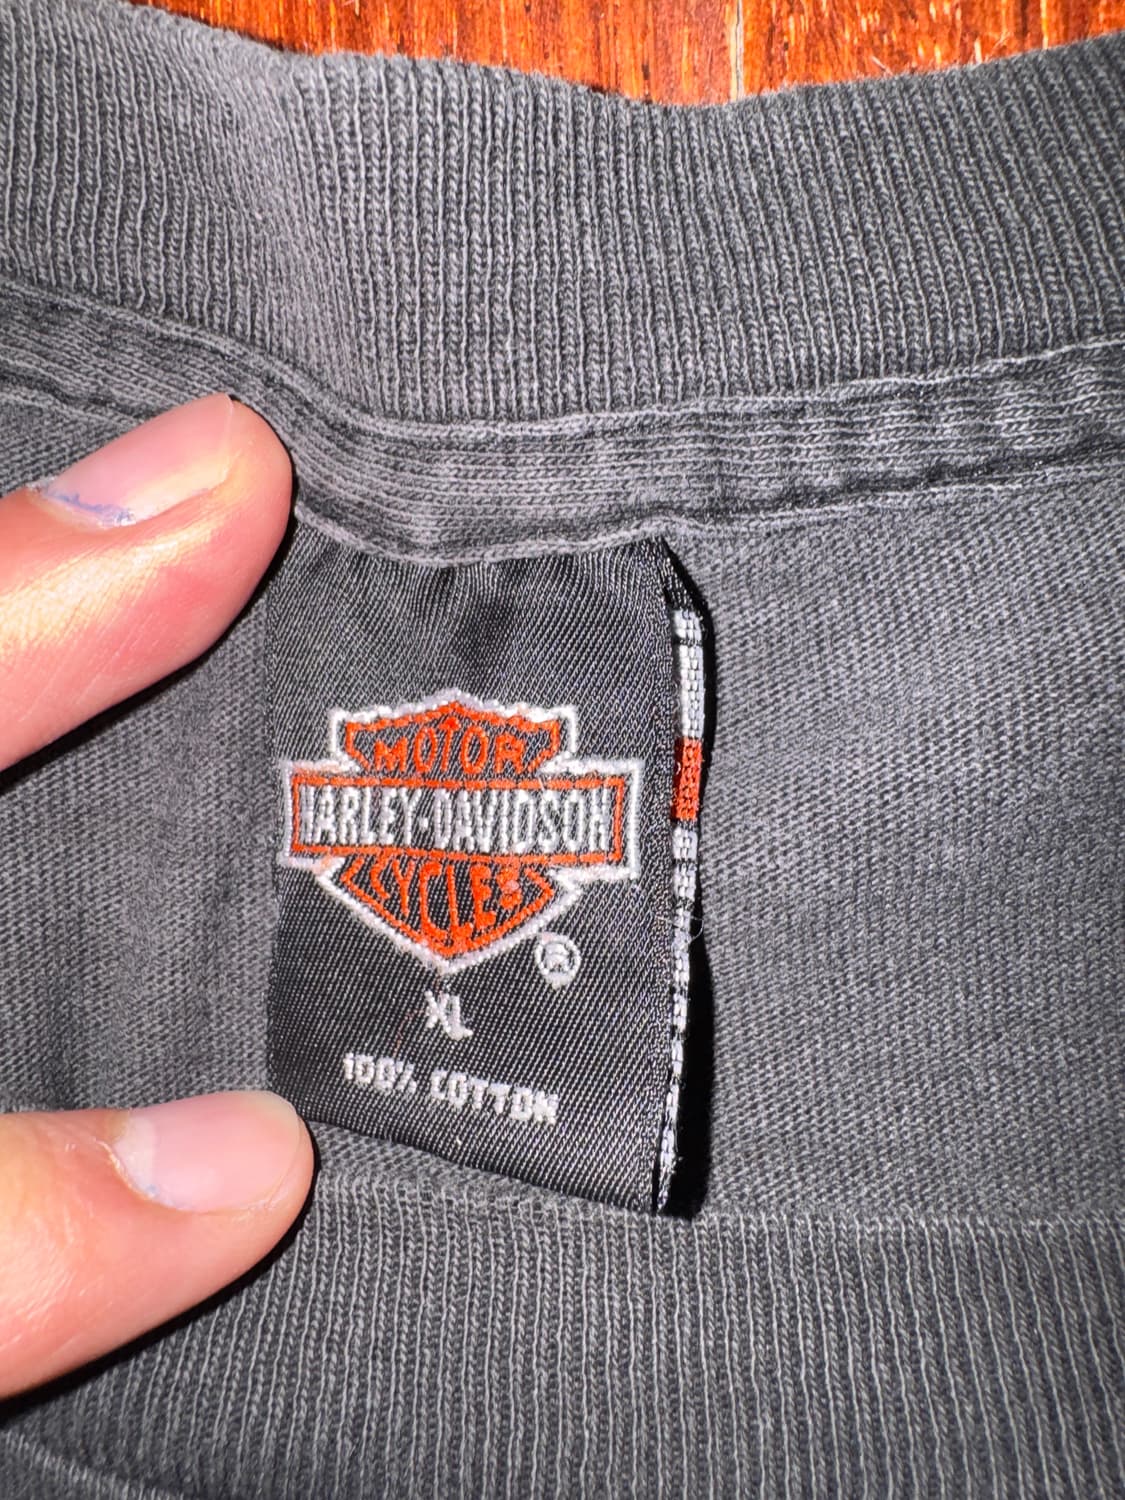 MOTOR
HARLEY-DAVIDSON
CYCLES
®
XL
100% COTTON